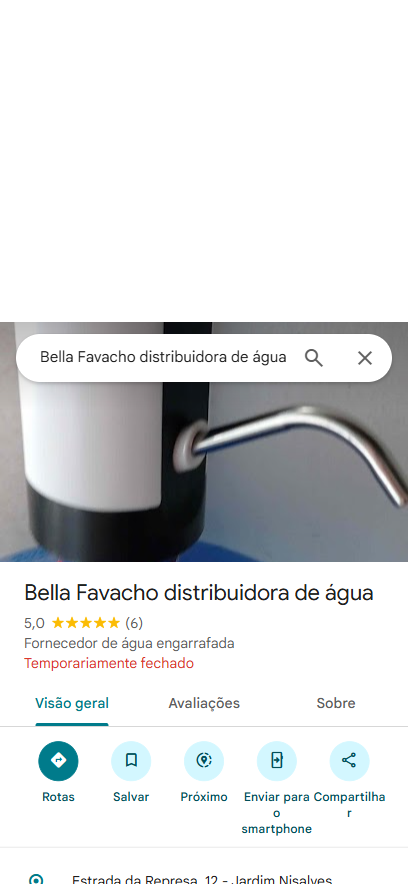 Bella Favacho distribuidora de água
Bella Favacho distribuidora de água
5,0 (6)
Fornecedor de água engarrafada
Temporariamente fechado
Visão geral Avaliações Sobre
Rotas Salvar Próximo Enviar para o smartphone Compartilhar
Estrada da Represa, 12 - Jardim Nisalves